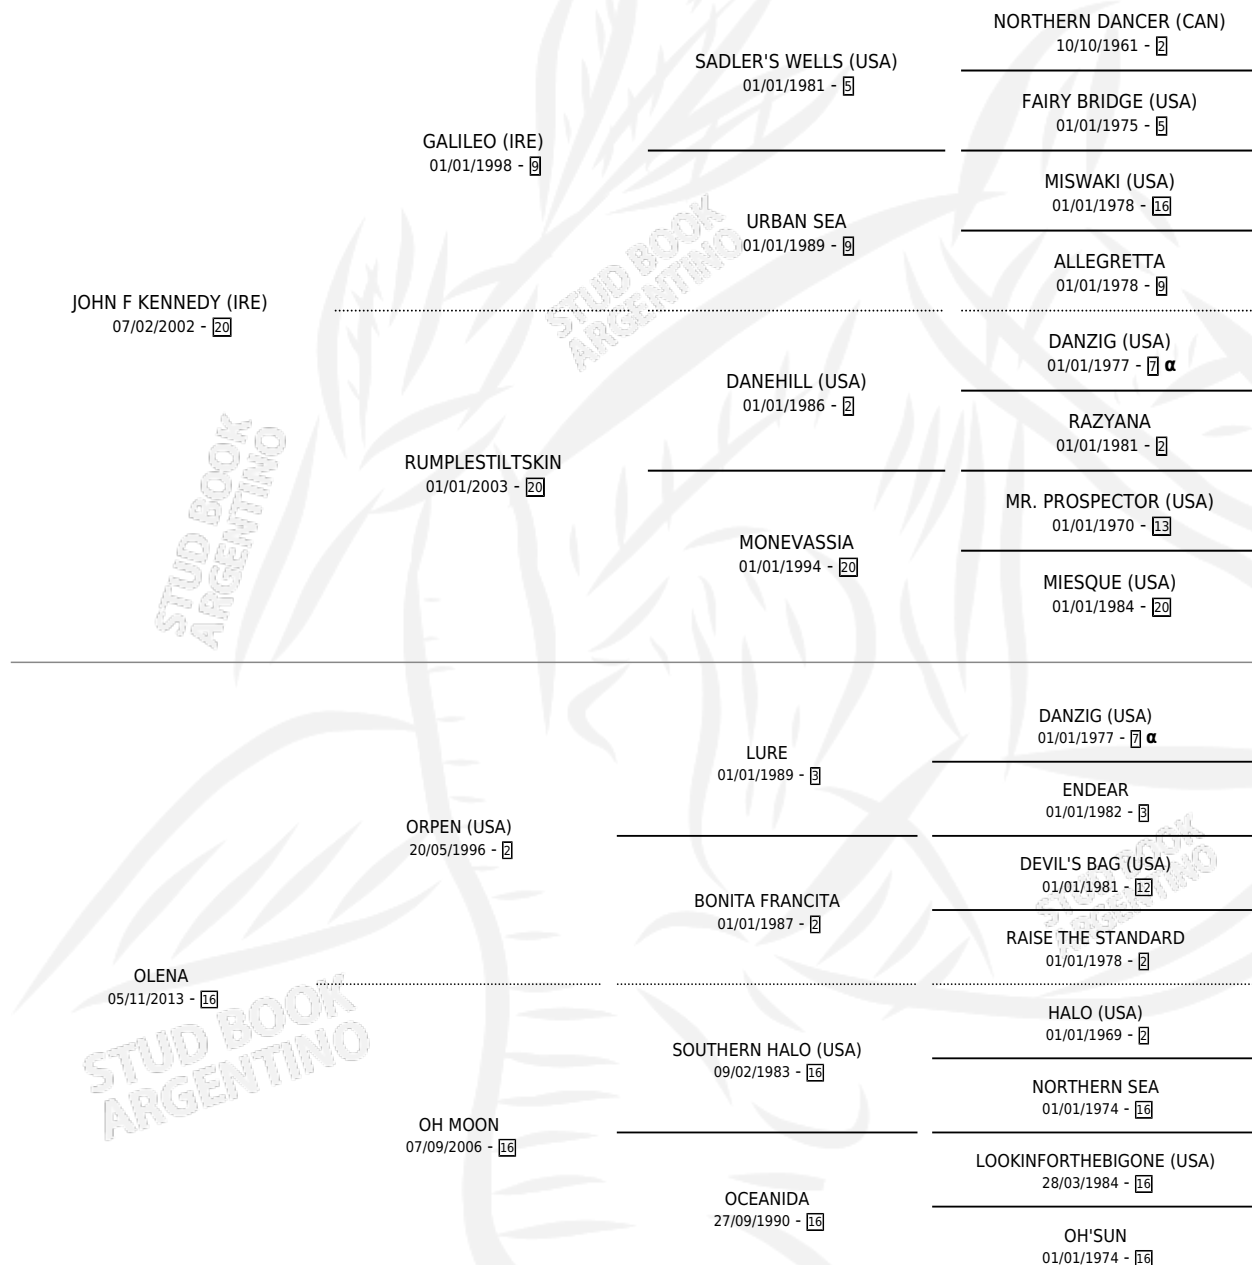 NORTHERN DANCER (CAN)
10/10/1961 - 2
SADLER'S WELLS (USA)
01/01/1981 - 5
FAIRY BRIDGE (USA)
01/01/1975 - 5
GALILEO (IRE)
01/01/1998 - 9
MISWAKI (USA)
01/01/1978 - 16
URBAN SEA
01/01/1989 - 9
ALLEGRETTA
01/01/1978 - 9
JOHN F KENNEDY (IRE)
07/02/2002 - 20
DANZIG (USA)
01/01/1977 - 7 α
DANEHILL (USA)
01/01/1986 - 2
RAZYANA
01/01/1981 - 2
RUMPLESTILTSKIN
01/01/2003 - 20
MR. PROSPECTOR (USA)
01/01/1970 - 13
MONEVASSIA
01/01/1994 - 20
MIESQUE (USA)
01/01/1984 - 20
DANZIG (USA)
01/01/1977 - 7 α
LURE
01/01/1989 - 3
ENDEAR
01/01/1982 - 3
ORPEN (USA)
20/05/1996 - 2
DEVIL'S BAG (USA)
01/01/1981 - 12
BONITA FRANCITA
01/01/1987 - 2
RAISE THE STANDARD
01/01/1978 - 2
OLENA
05/11/2013 - 16
HALO (USA)
01/01/1969 - 2
SOUTHERN HALO (USA)
09/02/1983 - 16
NORTHERN SEA
01/01/1974 - 16
OH MOON
07/09/2006 - 16
LOOKINFORTHEBIGONE (USA)
28/03/1984 - 16
OCEANIDA
27/09/1990 - 16
OH'SUN
01/01/1974 - 16
STUD BOOK
ARGENTINO
STUD BOOK
ARGENTINO
STUD BOOK
ARGENTINO
STUD BOOK
ARGENTINO